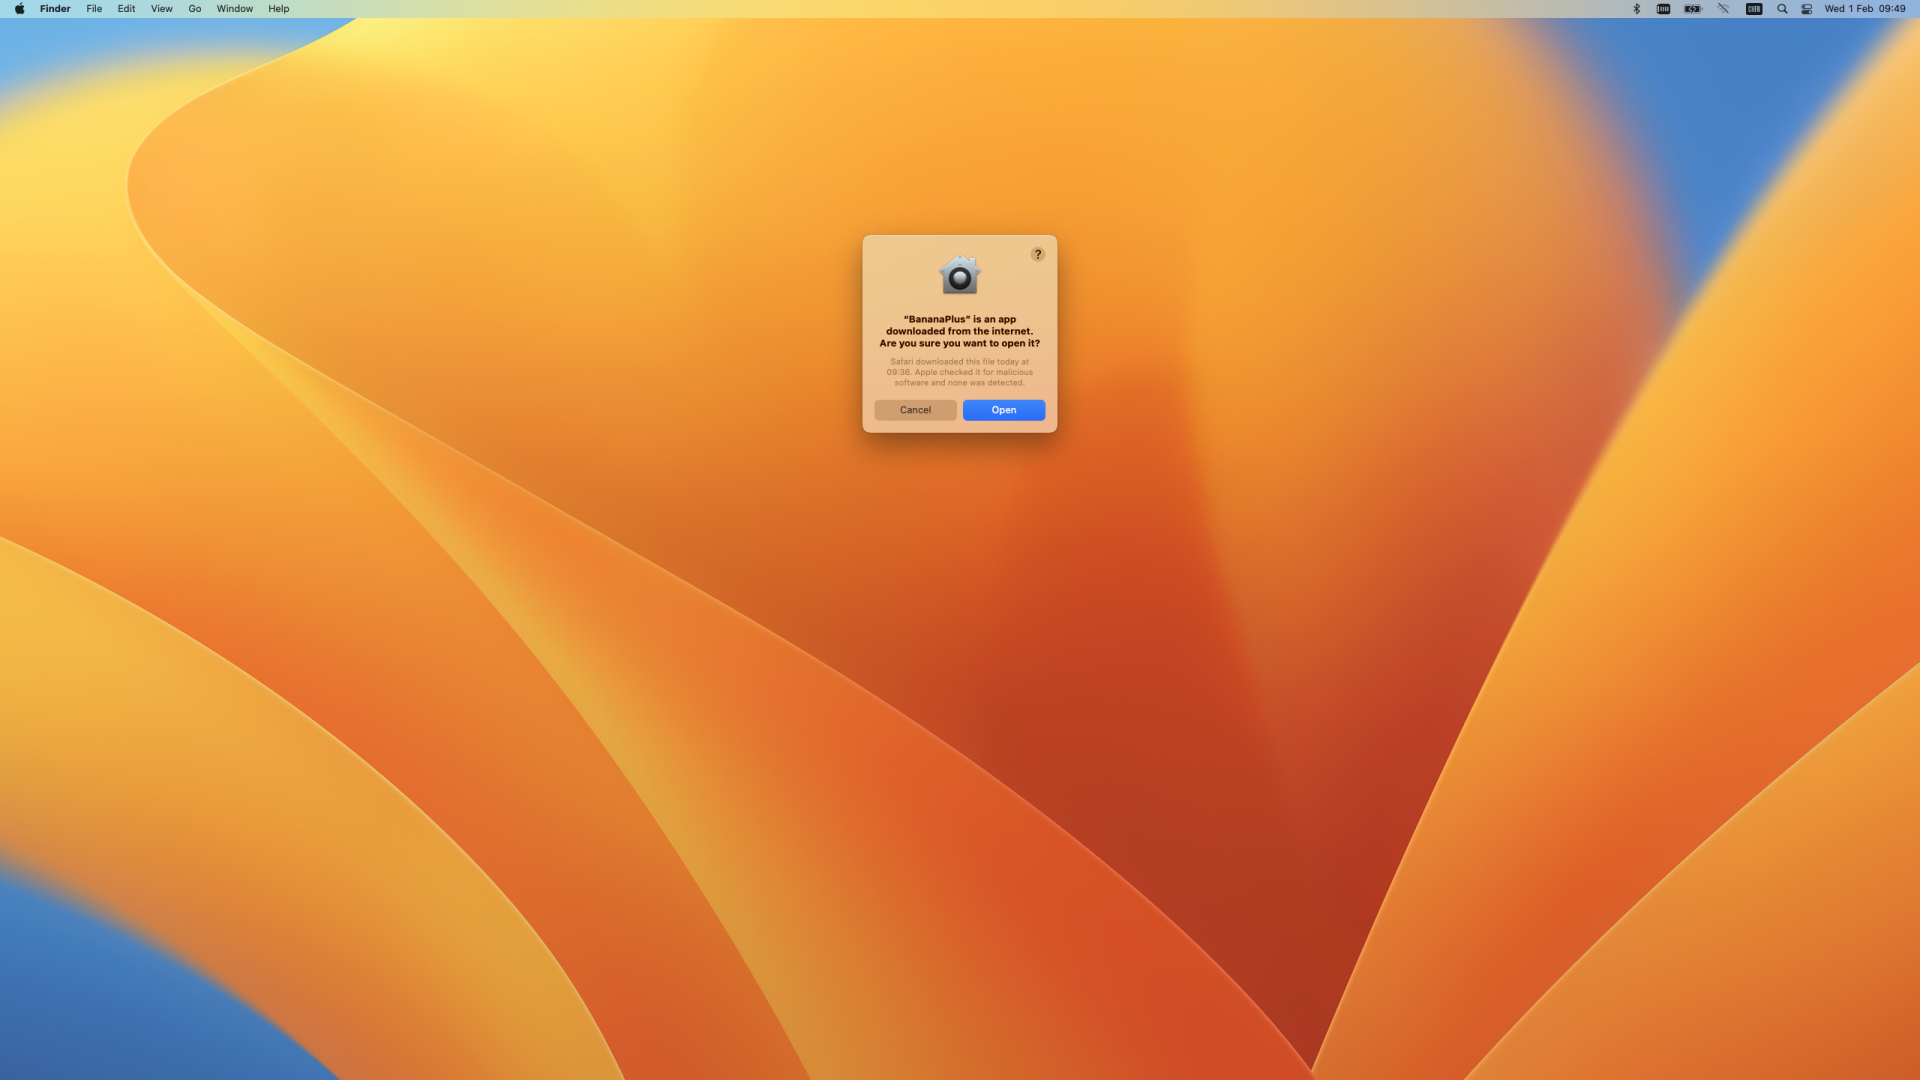 Finder File Edit View Go Window Help Wed 1 Feb 09:49
?
“BananaPlus” is an app
downloaded from the internet.
Are you sure you want to open it?
Safari downloaded this file today at
09:36. Apple checked it for malicious
software and none was detected.
Cancel Open